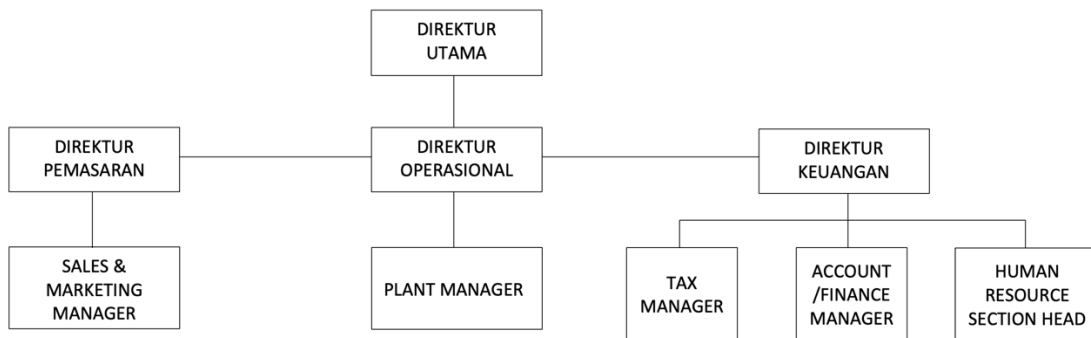 DIREKTUR
UTAMA
DIREKTUR
PEMASARAN
DIREKTUR
OPERASIONAL
DIREKTUR
KEUANGAN
SALES &
MARKETING
MANAGER
PLANT MANAGER
TAX
MANAGER
ACCOUNT
/FINANCE
MANAGER
HUMAN
RESOURCE
SECTION HEAD